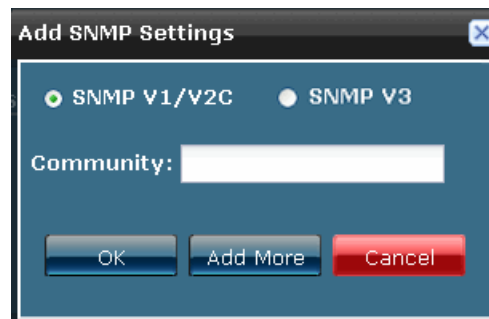 Add SNMP Settings
SNMP V1/V2C SNMP V3
Community:
OK Add More Cancel